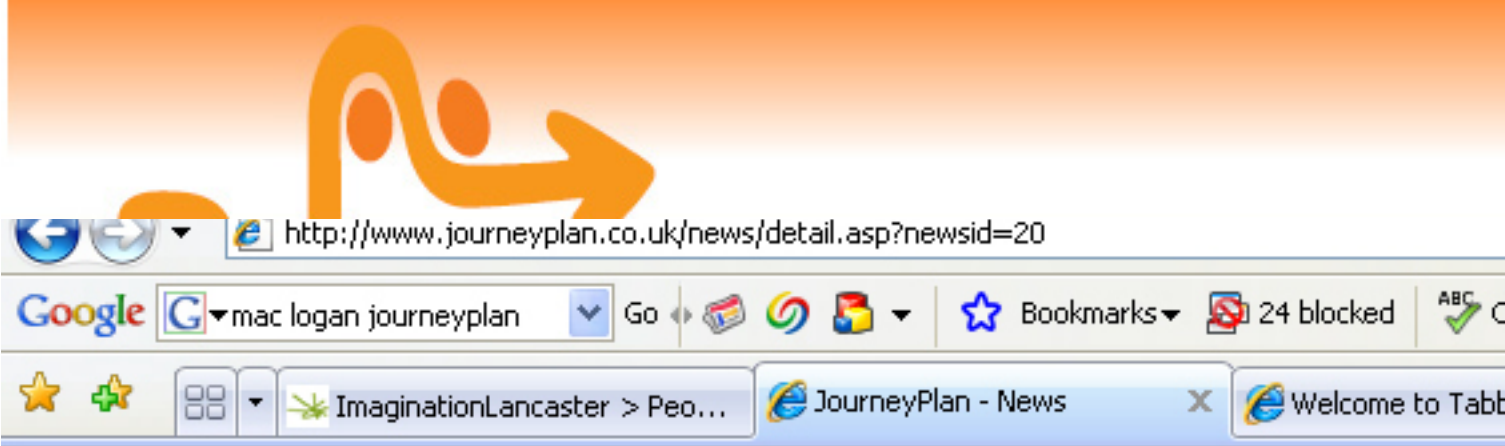 http://www.journeyplan.co.uk/news/detail.asp?newsid=20
Google G mac logan journeyplan Go Bookmarks 24 blocked ABC
ImaginationLancaster > Peo... JourneyPlan - News X Welcome to Tabb